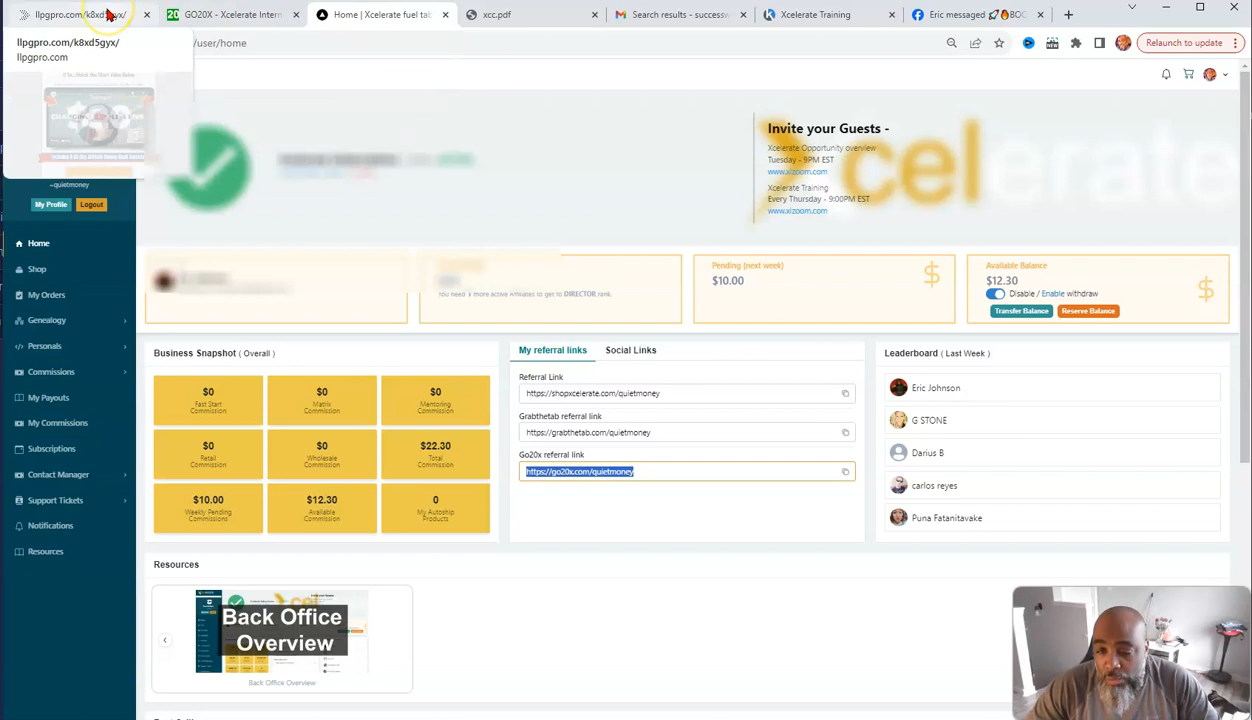 llpgpro.com/k8xd5gyx/
GO20X - Xcelerate Intern
Home | Xcelerate fuel tab
xcc.pdf
Search results - successw
Xcelerate Training
Eric messaged
llpgpro.com/k8xd5gyx/
llpgpro.com
/user/home
Relaunch to update
~quietmoney
My Profile
Logout
Home
Shop
My Orders
Genealogy
Personals
Commissions
My Payouts
My Commissions
Subscriptions
Contact Manager
Support Tickets
Notifications
Resources
Invite your Guests -
Xcelerate Opportunity overview
Tuesday - 9PM EST
www.xizoom.com
Xcelerate Training
Every Thursday - 9:00PM EST
www.xizoom.com
Xcelerate
You need 1 more active Affiliates to get to DIRECTOR rank.
Pending (next week)
$10.00
$
Available Balance
$12.30
Disable / Enable withdraw
Transfer Balance
Reserve Balance
$
Business Snapshot ( Overall )
$0
Fast Start
Commission
$0
Matrix
Commission
$0
Mentoring
Commission
$0
Retail
Commission
$0
Wholesale
Commission
$22.30
Total
Commission
$10.00
Weekly Pending
Commissions
$12.30
Available
Commission
0
My Autoship
Products
My referral links
Social Links
Referral Link
https://shopxcelerate.com/quietmoney
Grabthetab referral link
https://grabthetab.com/quietmoney
Go20x referral link
https://go20x.com/quietmoney
Leaderboard ( Last Week )
Eric Johnson
G STONE
Darius B
carlos reyes
Puna Fatanitavake
Resources
Back Office
Overview
Back Office Overview